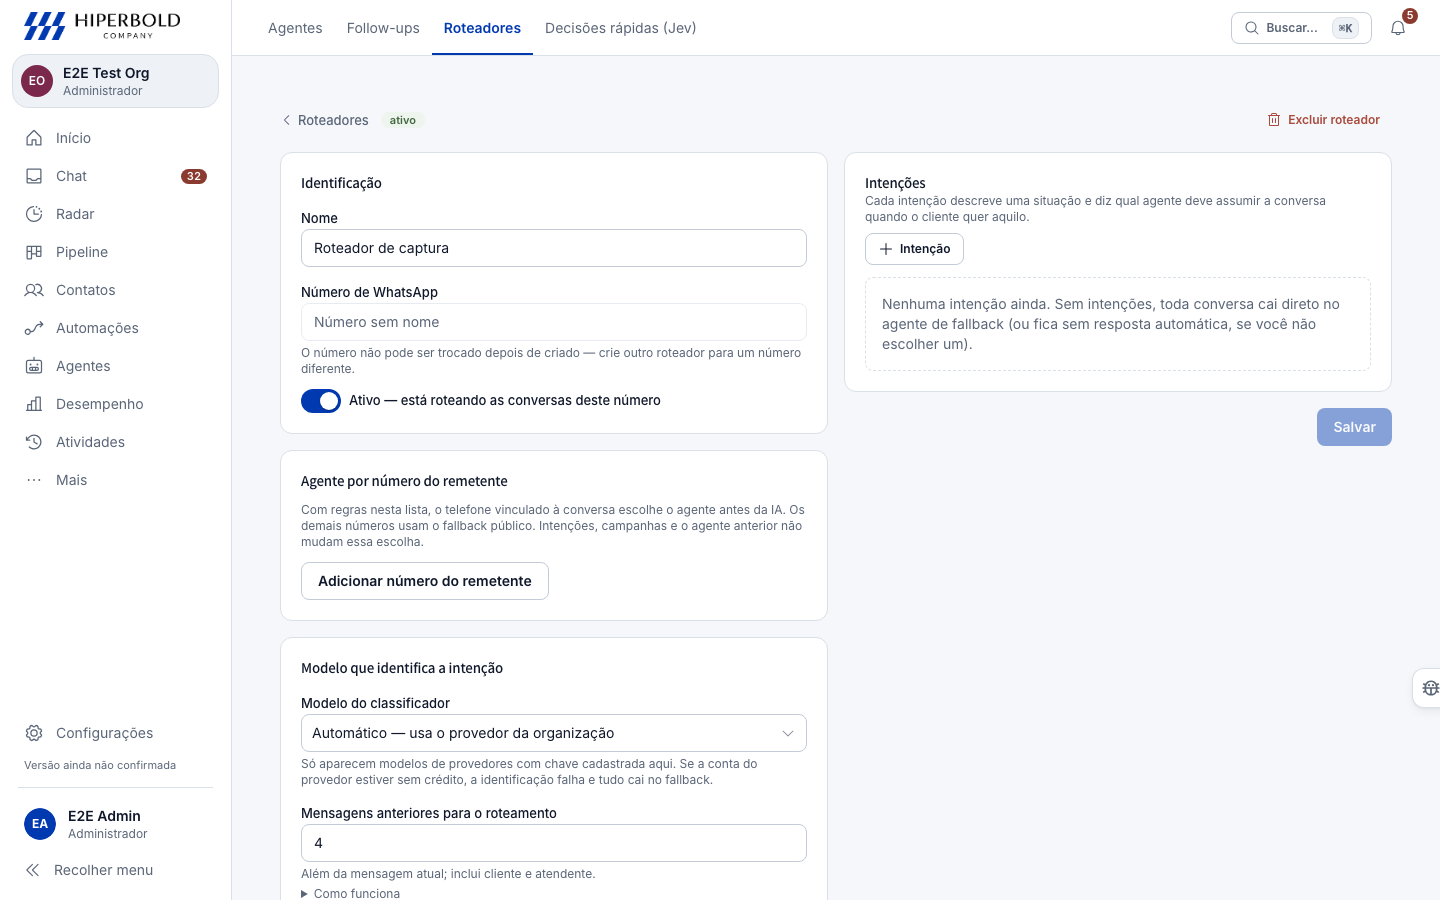 HIPERBOLD
COMPANY
EO
E2E Test Org
Administrador
Início
Chat
32
Radar
Pipeline
Contatos
Automações
Agentes
Desempenho
Atividades
Mais
Configurações
Versão ainda não confirmada
EA
E2E Admin
Administrador
Recolher menu
Agentes
Follow-ups
Roteadores
Decisões rápidas (Jev)
Buscar...
⌘K
5
Roteadores
ativo
Excluir roteador
Identificação
Nome
Roteador de captura
Número de WhatsApp
Número sem nome
O número não pode ser trocado depois de criado — crie outro roteador para um número
diferente.
Ativo — está roteando as conversas deste número
Agente por número do remetente
Com regras nesta lista, o telefone vinculado à conversa escolhe o agente antes da IA. Os
demais números usam o fallback público. Intenções, campanhas e o agente anterior não
mudam essa escolha.
Adicionar número do remetente
Modelo que identifica a intenção
Modelo do classificador
Automático — usa o provedor da organização
Só aparecem modelos de provedores com chave cadastrada aqui. Se a conta do
provedor estiver sem crédito, a identificação falha e tudo cai no fallback.
Mensagens anteriores para o roteamento
4
Além da mensagem atual; inclui cliente e atendente.
Como funciona
Intenções
Cada intenção descreve uma situação e diz qual agente deve assumir a conversa
quando o cliente quer aquilo.
Intenção
Nenhuma intenção ainda. Sem intenções, toda conversa cai direto no
agente de fallback (ou fica sem resposta automática, se você não
escolher um).
Salvar